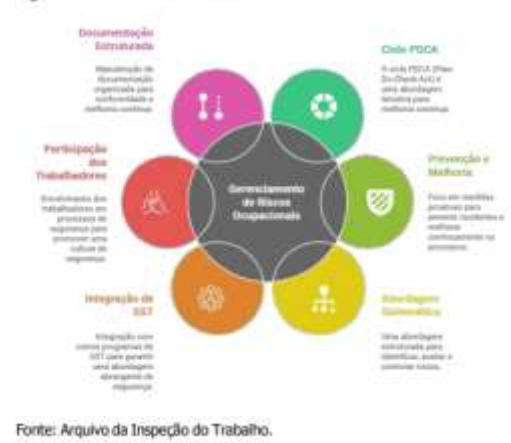 Documentação
Estruturada
Manutenção de
documentação
organizada para
conformidade e
melhoria contínua.
Ciclo PDCA
O ciclo PDCA (Plan-
Do-Check-Act) é
uma abordagem
iterativa para
melhoria contínua.
Participação
dos
Trabalhadores
Envolvimento dos
trabalhadores em
processos de
segurança para
promover uma
cultura de
segurança.
Gerenciamento
de Riscos
Ocupacionais
Prevenção e
Melhoria
Foco em medidas
proativas para
prevenir incidentes e
melhorar
continuamente os
processos.
Integração de
SST
Integração com
outros programas de
SST para garantir
uma abordagem
abrangente de
segurança.
Abordagem
Sistemática
Uma abordagem
estruturada para
identificar, avaliar e
controlar riscos.
Fonte: Arquivo da Inspeção do Trabalho.